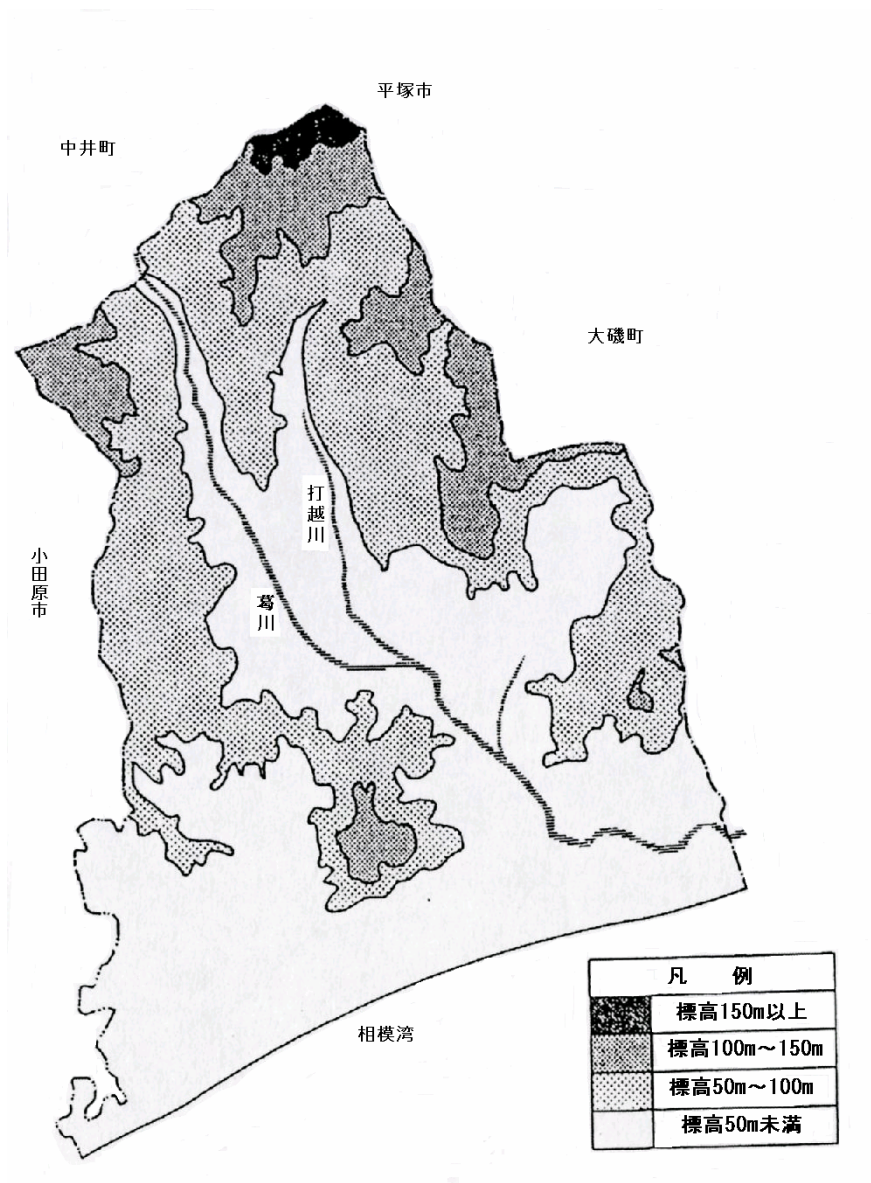 平塚市
中井町
大磯町
打越川
小田原市
葛川
相模湾
凡 例
標高150m以上
標高100m～150m
標高50m～100m
標高50m未満